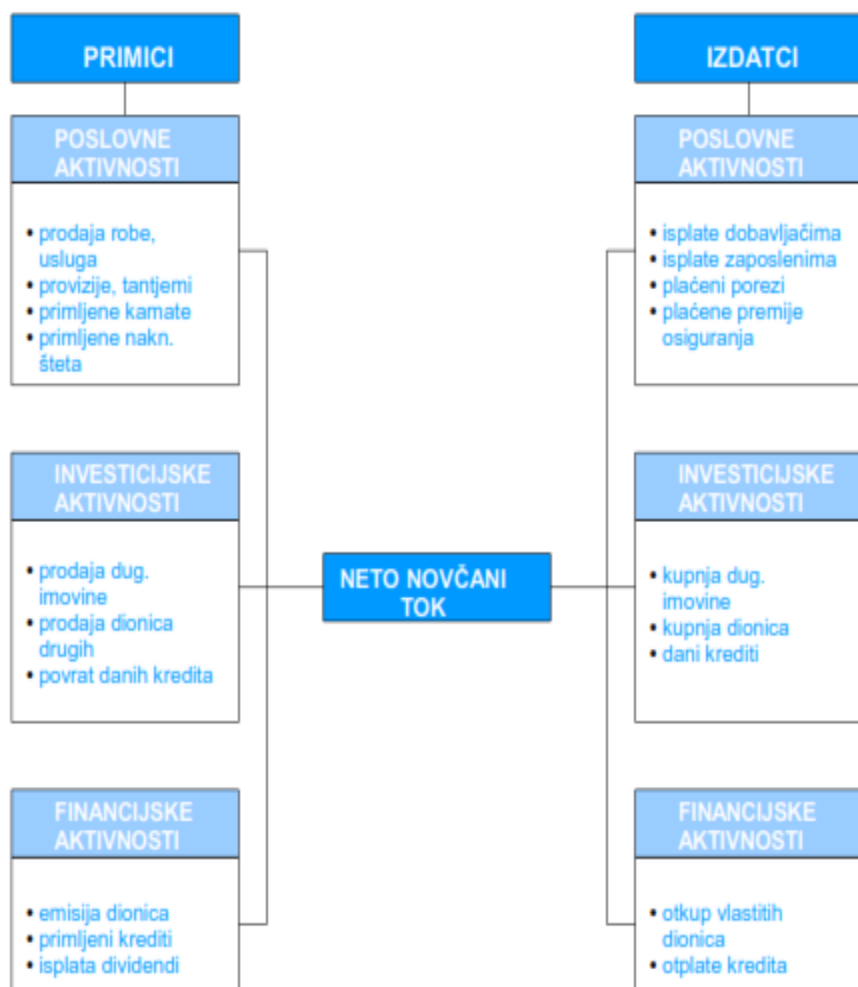 PRIMICI
POSLOVNE
AKTIVNOSTI
• prodaja robe,
usluga
• provizije, tantjemi
• primljene kamate
• primljene nakn.
šteta
INVESTICIJSKE
AKTIVNOSTI
• prodaja dug.
imovine
• prodaja dionica
drugih
• povrat danih kredita
FINANCIJSKE
AKTIVNOSTI
• emisija dionica
• primljeni krediti
• isplata dividendi
NETO NOVČANI
TOK
IZDATCI
POSLOVNE
AKTIVNOSTI
• isplate dobavljačima
• isplate zaposlenima
• plaćeni porezi
• plaćene premije
osiguranja
INVESTICIJSKE
AKTIVNOSTI
• kupnja dug.
imovine
• kupnja dionica
• dani krediti
FINANCIJSKE
AKTIVNOSTI
• otkup vlastitih
dionica
• otplate kredita